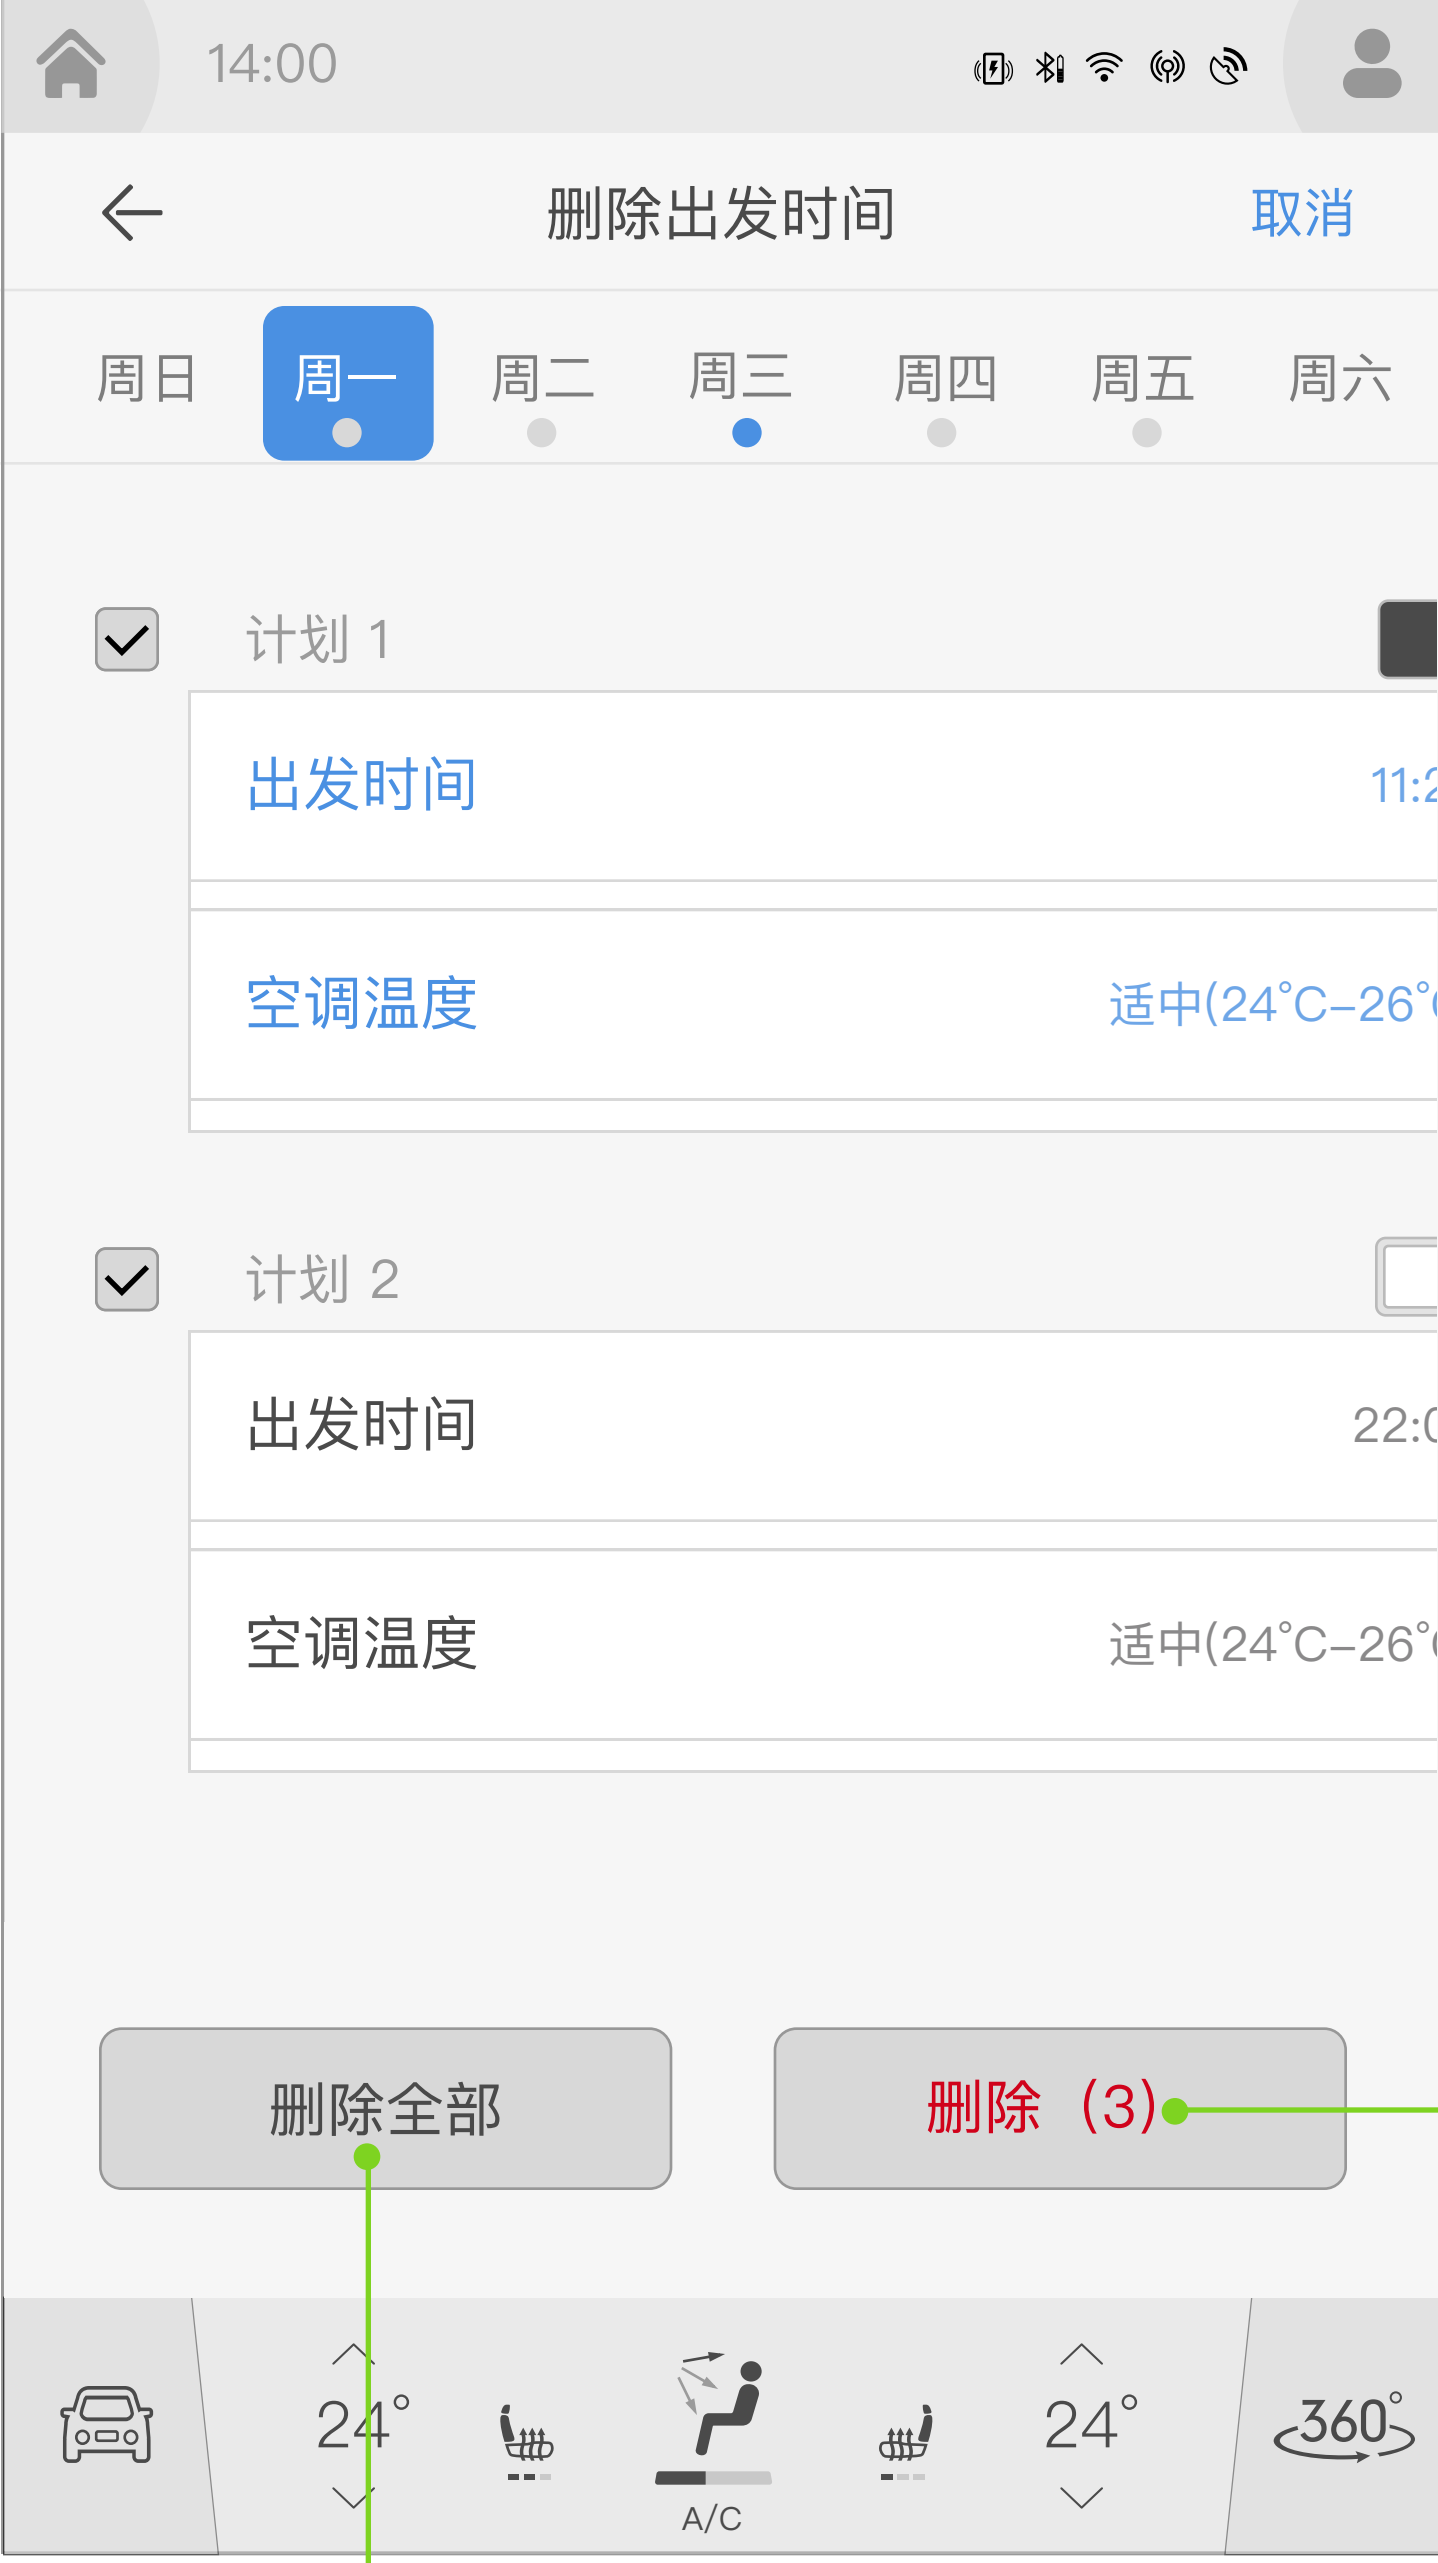 14:00
删除出发时间 取消
周日 周一 周二 周三 周四 周五 周六
计划 1
出发时间 11:2
空调温度 适中(24°C-26°C
计划 2
出发时间 22:0
空调温度 适中(24°C-26°C
删除全部 删除 (3)
24° 24° 360°
A/C